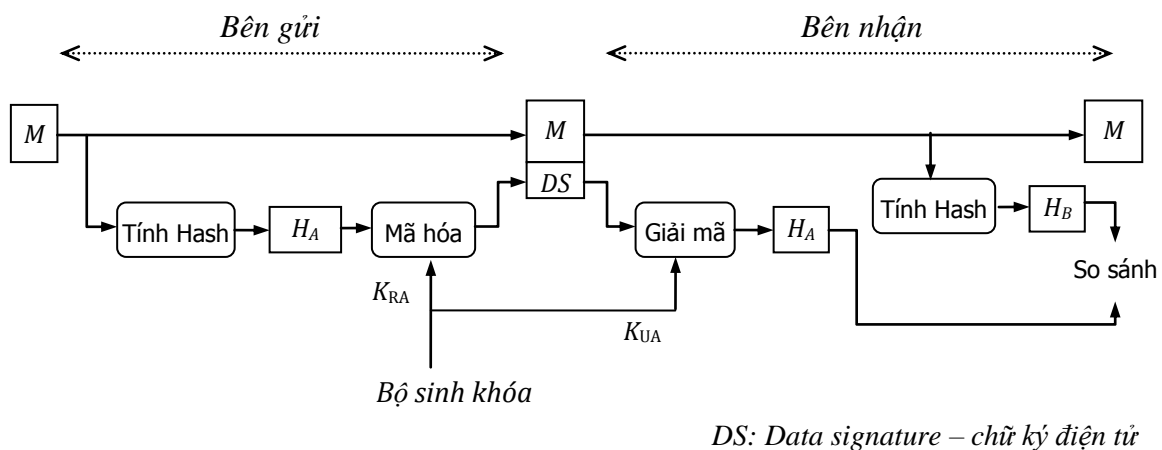 Bên gửi
Bên nhận
M
M
M
DS
Tính Hash
H_A
Mã hóa
Giải mã
H_A
Tính Hash
H_B
So sánh
K_RA
K_UA
Bộ sinh khóa
DS: Data signature – chữ ký điện tử